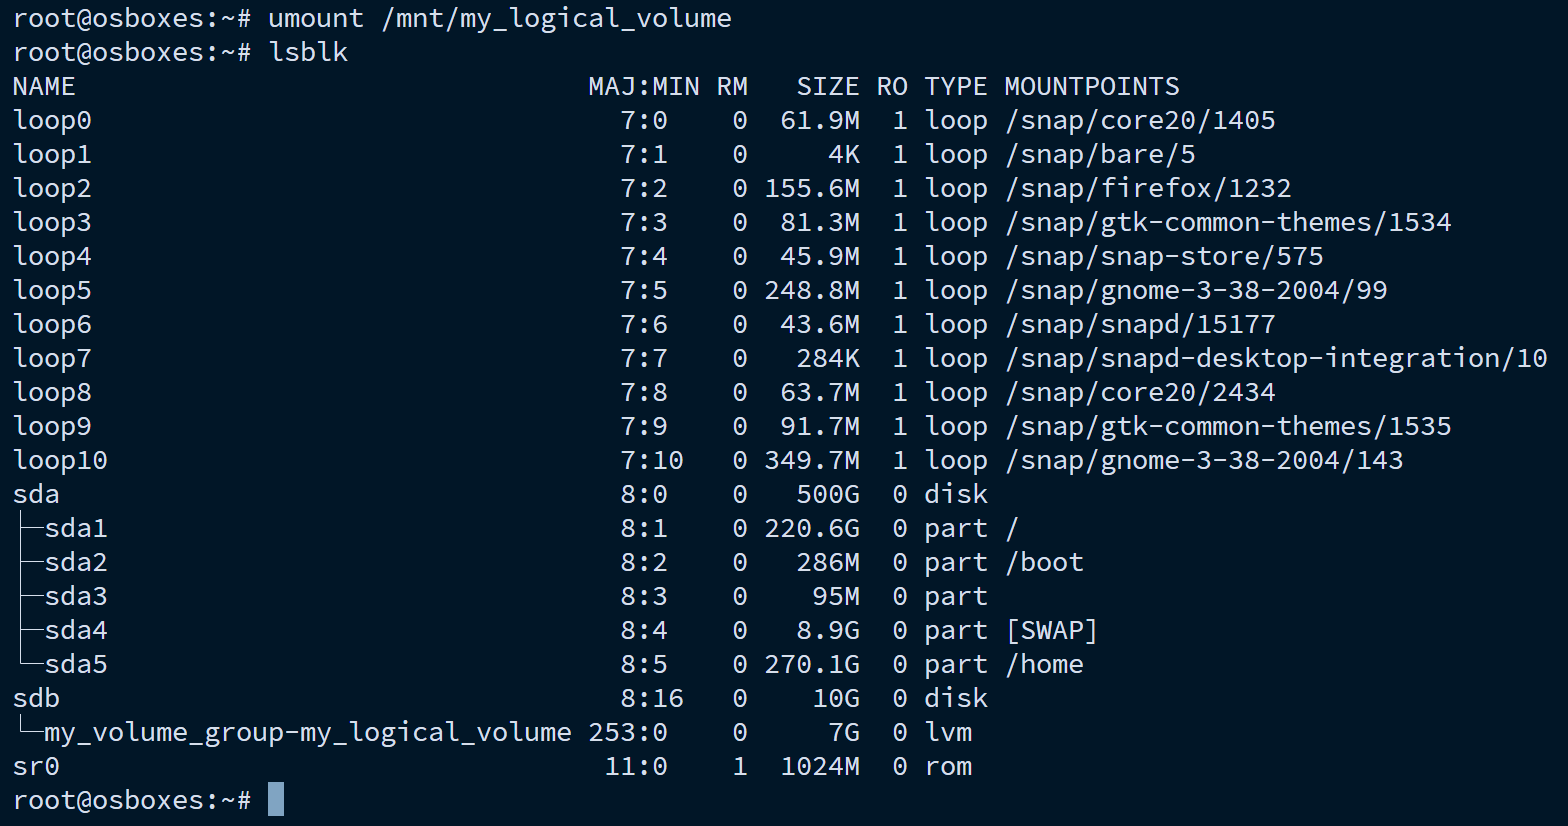 root@osboxes:~# umount /mnt/my_logical_volume
root@osboxes:~# lsblk
NAME                                MAJ:MIN RM   SIZE RO TYPE MOUNTPOINTS
loop0                                 7:0    0  61.9M  1 loop /snap/core20/1405
loop1                                 7:1    0     4K  1 loop /snap/bare/5
loop2                                 7:2    0 155.6M  1 loop /snap/firefox/1232
loop3                                 7:3    0  81.3M  1 loop /snap/gtk-common-themes/1534
loop4                                 7:4    0  45.9M  1 loop /snap/snap-store/575
loop5                                 7:5    0 248.8M  1 loop /snap/gnome-3-38-2004/99
loop6                                 7:6    0  43.6M  1 loop /snap/snapd/15177
loop7                                 7:7    0   284K  1 loop /snap/snapd-desktop-integration/10
loop8                                 7:8    0  63.7M  1 loop /snap/core20/2434
loop9                                 7:9    0  91.7M  1 loop /snap/gtk-common-themes/1535
loop10                                7:10   0 349.7M  1 loop /snap/gnome-3-38-2004/143
sda                                   8:0    0   500G  0 disk
├─sda1                                8:1    0 220.6G  0 part /
├─sda2                                8:2    0   286M  0 part /boot
├─sda3                                8:3    0    95M  0 part
├─sda4                                8:4    0   8.9G  0 part [SWAP]
└─sda5                                8:5    0 270.1G  0 part /home
sdb                                   8:16   0    10G  0 disk
└─my_volume_group-my_logical_volume 253:0    0     7G  0 lvm
sr0                                  11:0    1  1024M  0 rom
root@osboxes:~#